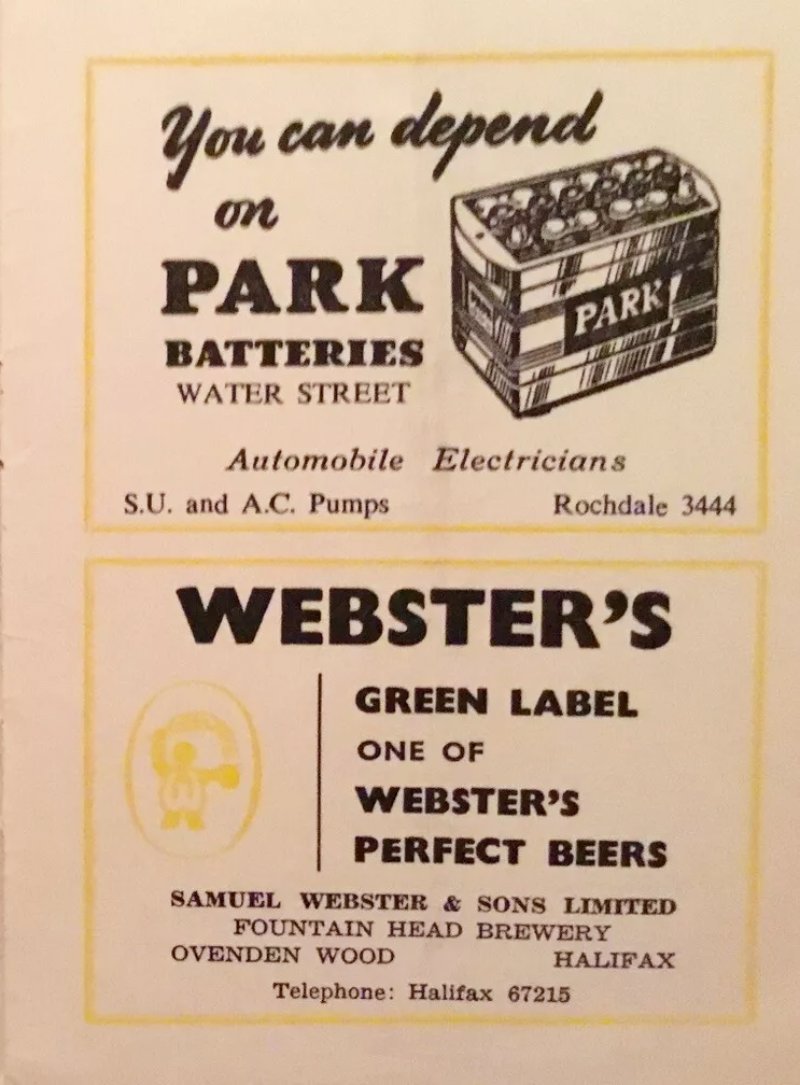 You can depend
on
PARK
BATTERIES
WATER STREET
PARK
Automobile Electricians
S.U. and A.C. Pumps Rochdale 3444
WEBSTER'S
GREEN LABEL
ONE OF
WEBSTER'S
PERFECT BEERS
SAMUEL WEBSTER & SONS LIMITED
FOUNTAIN HEAD BREWERY
OVENDEN WOOD HALIFAX
Telephone: Halifax 67215